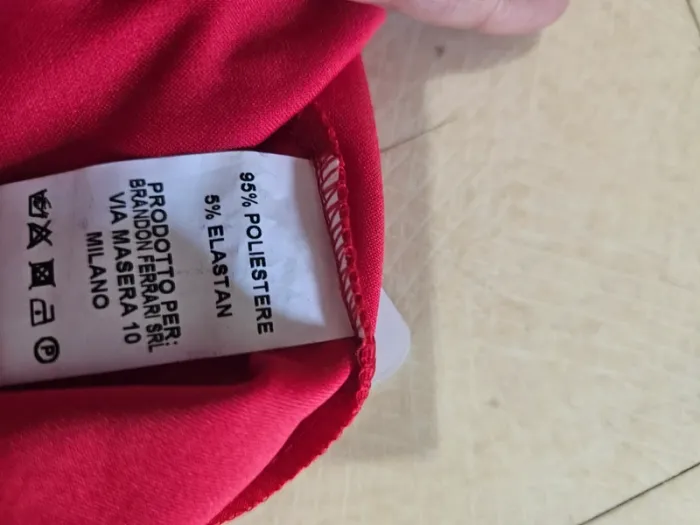 95% POLIESTERE
5% ELASTAN
PRODOTTO PER:
BRANDON FERRARI SRL
VIA MASERA 10
MILANO
P